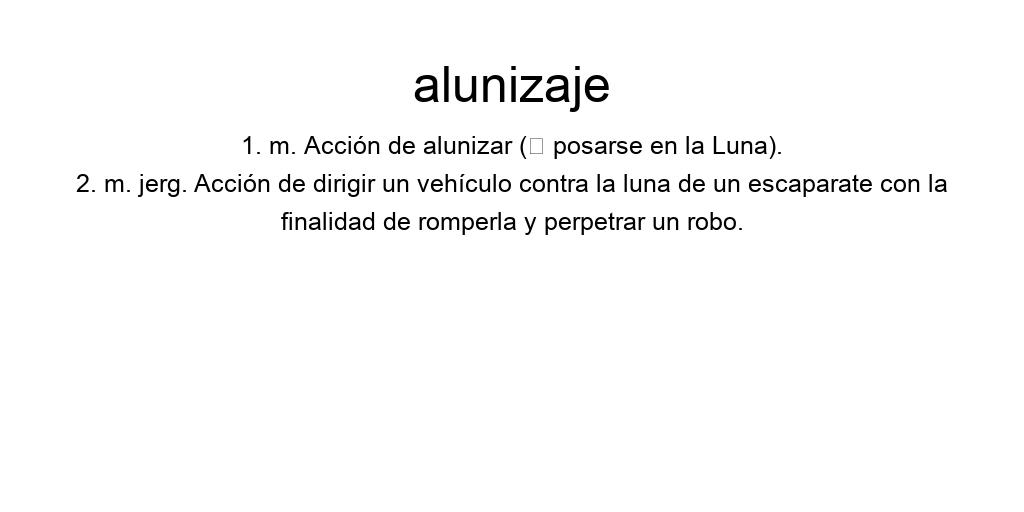 alunizaje
1. m. Acción de alunizar (▯ posarse en la Luna).
2. m. jerg. Acción de dirigir un vehículo contra la luna de un escaparate con la
finalidad de romperla y perpetrar un robo.